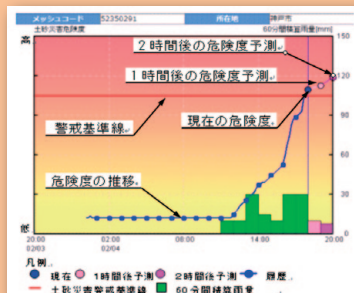 メッシュコード 52350291 所在地 神戸市
土砂災害危険度 60分間積算雨量[mm]
高 150
2時間後の危険度予測
120
1時間後の危険度予測
警戒基準線 90
現在の危険度
60
危険度の推移
30
低 0
20:00 02:00 08:00 14:00 20:00
02/03 02/04
凡例
現在 1時間後予測 2時間後予測 履歴
土砂災害警戒基準線 60分間積算雨量